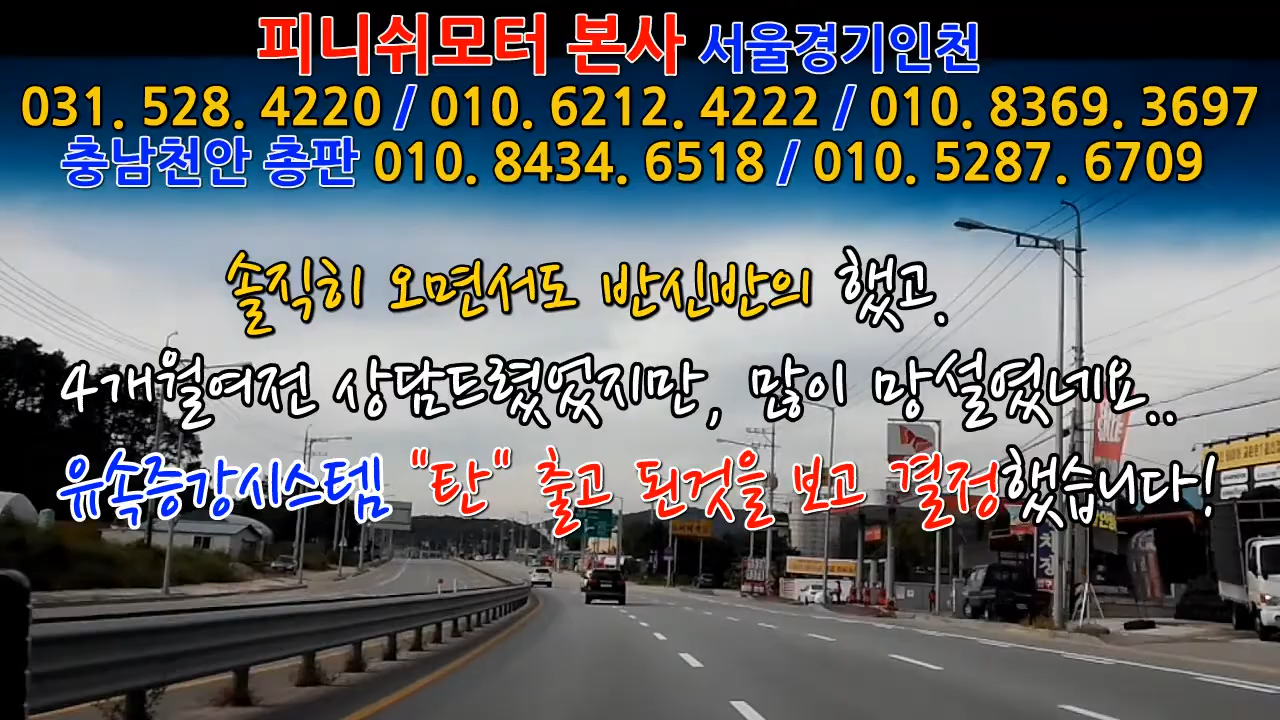 피니쉬모터 본사 서울경기인천
031. 528. 4220 / 010. 6212. 4222 / 010. 8369. 3697
충남천안 총판 010. 8434. 6518 / 010. 5287. 6709
솔직히 오면서도 반신반의 했고.
4개월여전 상담드렸었지만, 많이 망설였네요..
유속증강시스템 "탄" 출고 된것을 보고 결정했습니다!
SALE